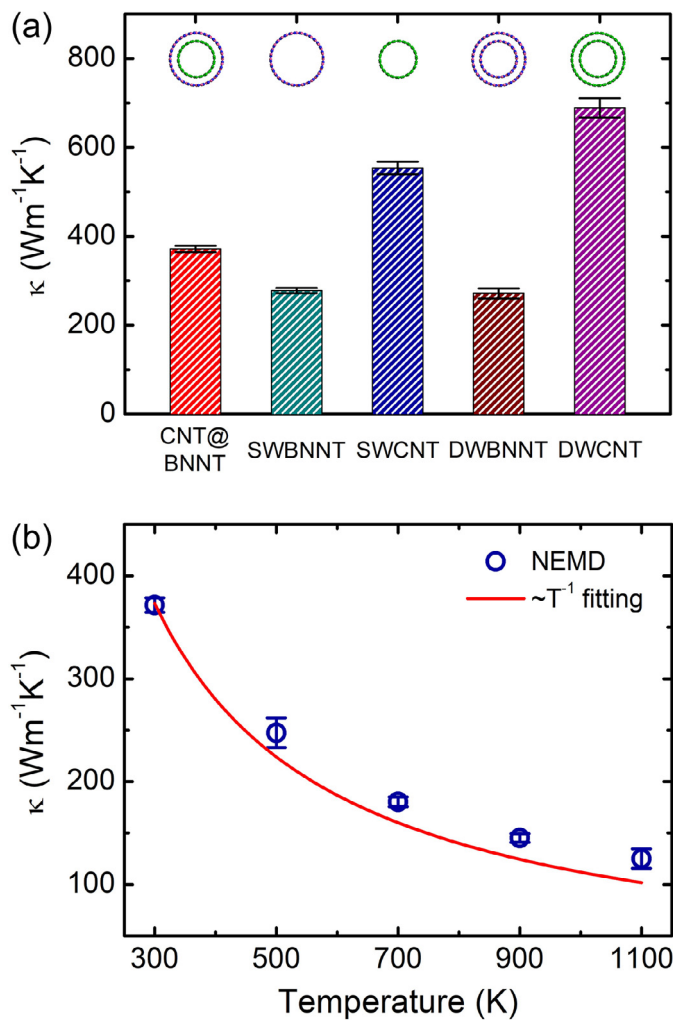 (a)
800
600
400
200
0
κ (Wm⁻¹K⁻¹)
CNT@
BNNT
SWBNNT
SWCNT
DWBNNT
DWCNT
(b)
NEMD
~T⁻¹ fitting
400
300
200
100
κ (Wm⁻¹K⁻¹)
300
500
700
900
1100
Temperature (K)